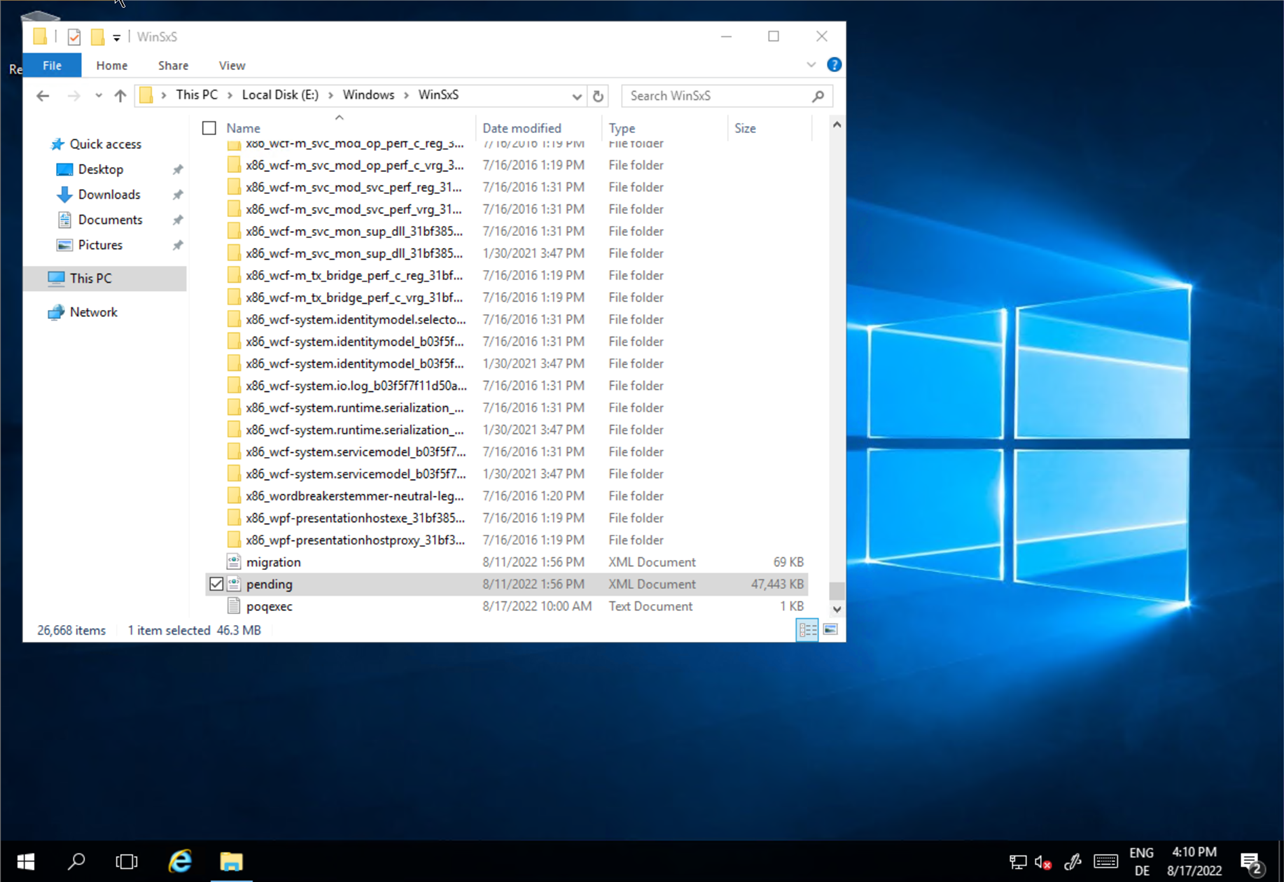 Re
WinSxS
File Home Share View
This PC Local Disk (E:) Windows WinSxS Search WinSxS
Name Date modified Type Size
Quick access
Desktop
Downloads
Documents
Pictures
This PC
Network
x86_wcf-m_svc_mod_op_perf_c_reg_3... 7/16/2016 1:19 PM File folder
x86_wcf-m_svc_mod_op_perf_c_vrg_3... 7/16/2016 1:19 PM File folder
x86_wcf-m_svc_mod_svc_perf_reg_31... 7/16/2016 1:31 PM File folder
x86_wcf-m_svc_mod_svc_perf_vrg_31... 7/16/2016 1:31 PM File folder
x86_wcf-m_svc_mon_sup_dll_31bf385... 7/16/2016 1:31 PM File folder
x86_wcf-m_svc_mon_sup_dll_31bf385... 1/30/2021 3:47 PM File folder
x86_wcf-m_tx_bridge_perf_c_reg_31bf... 7/16/2016 1:19 PM File folder
x86_wcf-m_tx_bridge_perf_c_vrg_31bf... 7/16/2016 1:19 PM File folder
x86_wcf-system.identitymodel.selecto... 7/16/2016 1:31 PM File folder
x86_wcf-system.identitymodel_b03f5f... 7/16/2016 1:31 PM File folder
x86_wcf-system.identitymodel_b03f5f... 1/30/2021 3:47 PM File folder
x86_wcf-system.io.log_b03f5f7f11d50a... 7/16/2016 1:31 PM File folder
x86_wcf-system.runtime.serialization_... 7/16/2016 1:31 PM File folder
x86_wcf-system.runtime.serialization_... 1/30/2021 3:47 PM File folder
x86_wcf-system.servicemodel_b03f5f7... 7/16/2016 1:31 PM File folder
x86_wcf-system.servicemodel_b03f5f7... 1/30/2021 3:47 PM File folder
x86_wordbreakerstemmer-neutral-leg... 7/16/2016 1:20 PM File folder
x86_wpf-presentationhostexe_31bf385... 7/16/2016 1:19 PM File folder
x86_wpf-presentationhostproxy_31bf3... 7/16/2016 1:19 PM File folder
migration 8/11/2022 1:56 PM XML Document 69 KB
pending 8/11/2022 1:56 PM XML Document 47,443 KB
poqexec 8/17/2022 10:00 AM Text Document 1 KB
26,668 items 1 item selected 46.3 MB
ENG 4:10 PM
DE 8/17/2022
2